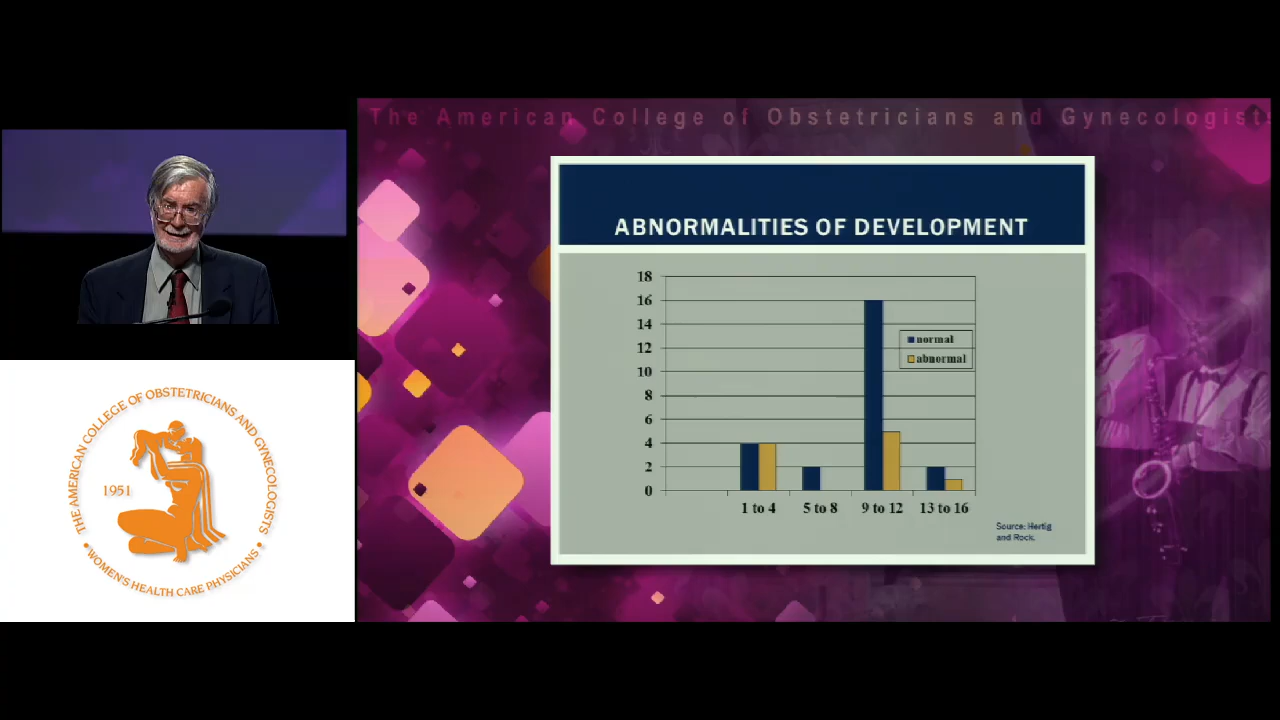 The American College of Obstetricians and Gynecologists
ABNORMALITIES OF DEVELOPMENT
18
16
14
12
10
8
6
4
2
0
normal
abnormal
1 to 4
5 to 8
9 to 12
13 to 16
Source: Hertig
and Rock.
THE AMERICAN COLLEGE OF OBSTETRICIANS AND GYNECOLOGISTS
1951
• WOMEN'S HEALTH CARE PHYSICIANS •